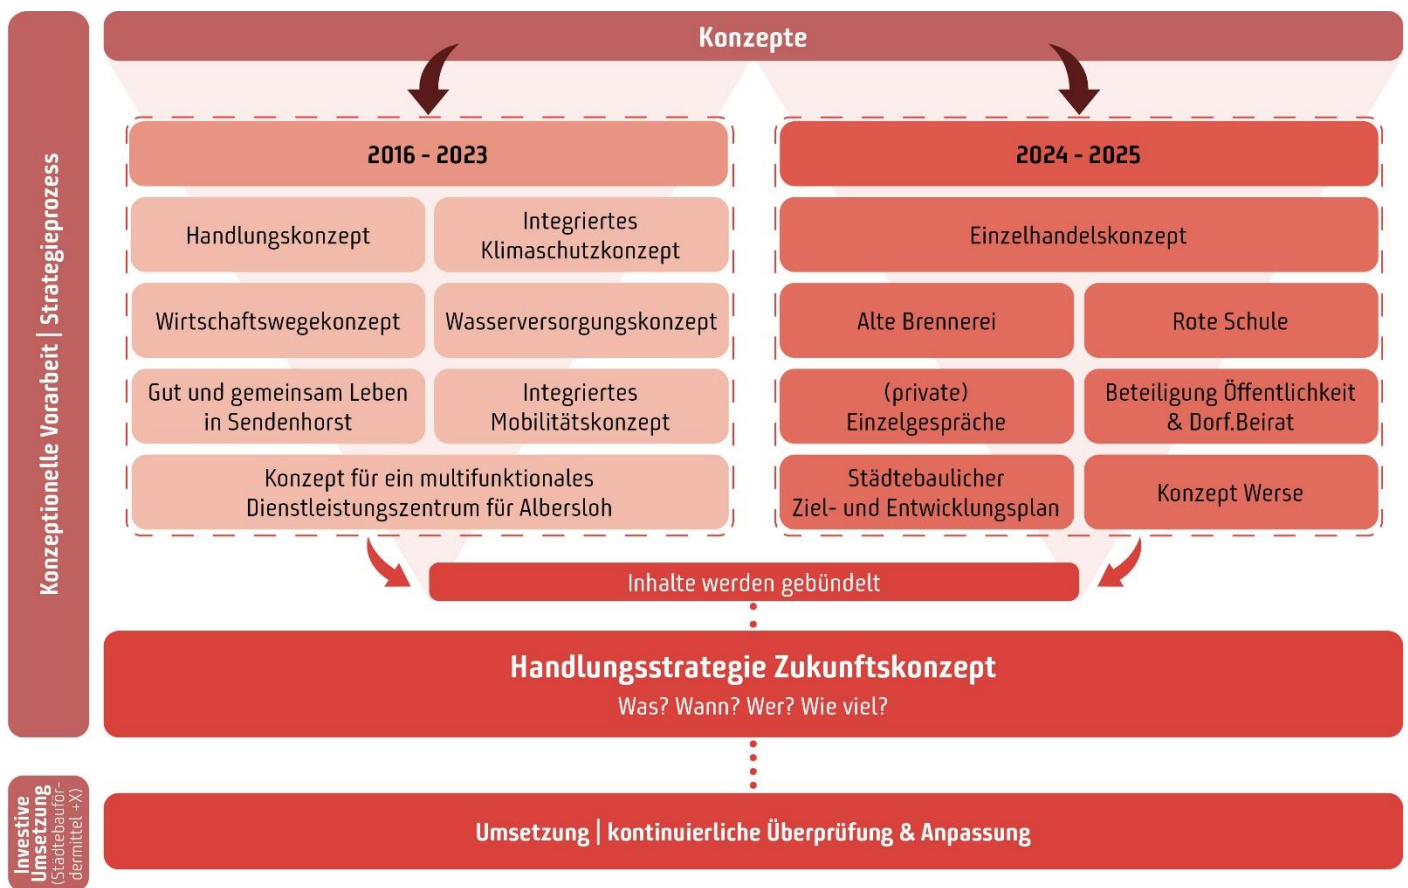 Konzeptionelle Vorarbeit | Strategieprozess
Konzepte
2016 - 2023
Handlungskonzept
Integriertes
Klimaschutzkonzept
Wirtschaftswegekonzept
Wasserversorgungskonzept
Gut und gemeinsam Leben
in Sendenhorst
Integriertes
Mobilitätskonzept
Konzept für ein multifunktionales
Dienstleistungszentrum für Albersloh
2024 - 2025
Einzelhandelskonzept
Alte Brennerei
Rote Schule
(private)
Einzelgespräche
Beteiligung Öffentlichkeit
& Dorf.Beirat
Städtebaulicher
Ziel- und Entwicklungsplan
Konzept Werse
Inhalte werden gebündelt
Handlungsstrategie Zukunftskonzept
Was? Wann? Wer? Wie viel?
Investive
Umsetzung
(Städtebauför-
dermittel +X)
Umsetzung | kontinuierliche Überprüfung & Anpassung